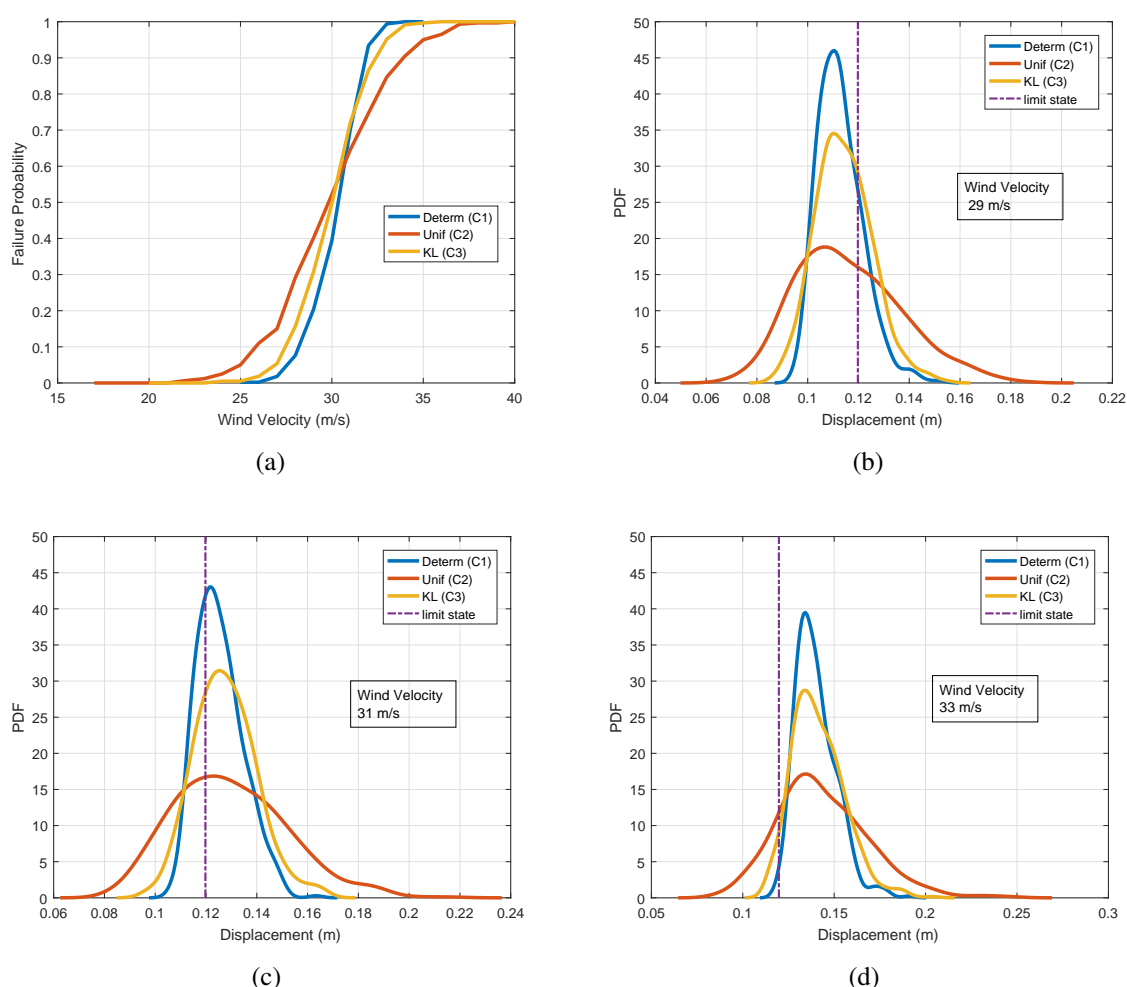 1
0.9
0.8
0.7
0.6
0.5
0.4
0.3
0.2
0.1
0
Failure Probability
15 20 25 30 35 40
Wind Velocity (m/s)
Determ (C1)
Unif (C2)
KL (C3)
(a)
50
45
40
35
30
25
20
15
10
5
0
PDF
0.04 0.06 0.08 0.1 0.12 0.14 0.16 0.18 0.2 0.22
Displacement (m)
Determ (C1)
Unif (C2)
KL (C3)
limit state
Wind Velocity
29 m/s
(b)
50
45
40
35
30
25
20
15
10
5
0
PDF
0.06 0.08 0.1 0.12 0.14 0.16 0.18 0.2 0.22 0.24
Displacement (m)
Determ (C1)
Unif (C2)
KL (C3)
limit state
Wind Velocity
31 m/s
(c)
50
45
40
35
30
25
20
15
10
5
0
PDF
0.05 0.1 0.15 0.2 0.25 0.3
Displacement (m)
Determ (C1)
Unif (C2)
KL (C3)
limit state
Wind Velocity
33 m/s
(d)